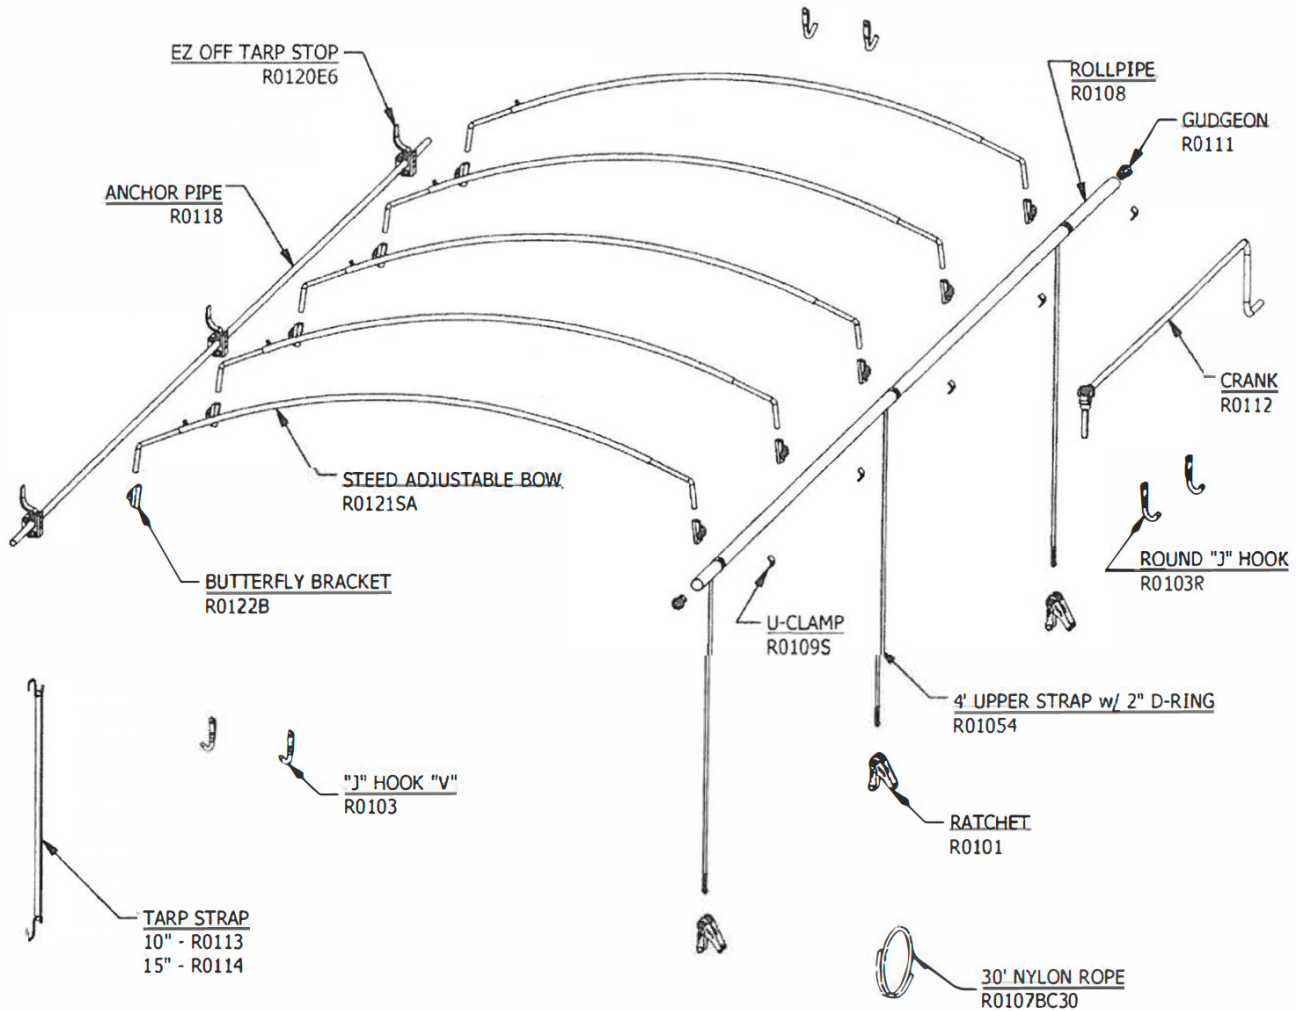 EZ OFF TARP STOP
R0120E6
ROLLPIPE
R0108
GUDGEON
R0111
ANCHOR PIPE
R0118
CRANK
R0112
STEED ADJUSTABLE BOW
R0121SA
ROUND "J" HOOK
R0103R
BUTTERFLY BRACKET
R0122B
U-CLAMP
R0109S
4' UPPER STRAP w/ 2" D-RING
R01054
"J" HOOK "V"
R0103
RATCHET
R0101
TARP STRAP
10" - R0113
15" - R0114
30' NYLON ROPE
R0107BC30